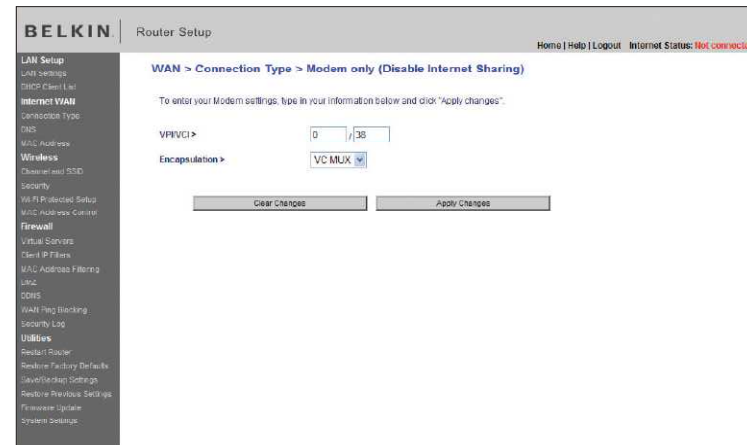 BELKIN.
Router Setup
Home | Help | Logout Internet Status: Not connecte
LAN Setup
LAN Settings
DHCP Client List
Internet WAN
Connection Type
DNS
MAC Address
Wireless
Channel and SSID
Security
Wi-Fi Protected Setup
MAC Address Control
Firewall
Virtual Servers
Client IP Filters
MAC Address Filtering
DMZ
DDNS
WAN Ping Blocking
Security Log
Utilities
Restart Router
Restore Factory Defaults
Save/Backup Settings
Restore Previous Settings
Firmware Update
System Settings
WAN > Connection Type > Modem only (Disable Internet Sharing)
To enter your Modem settings, type in your information below and click "Apply changes".
VPI/VCI > 0 / 38
Encapsulation > VC MUX
Clear Changes Apply Changes